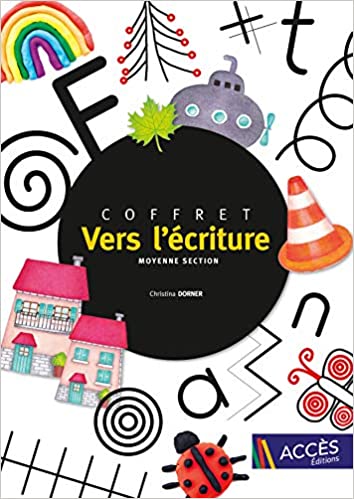 t
F
COFFRET
Vers l'écriture
MOYENNE SECTION
Christina DORNER
n
ACCÈS
Éditions